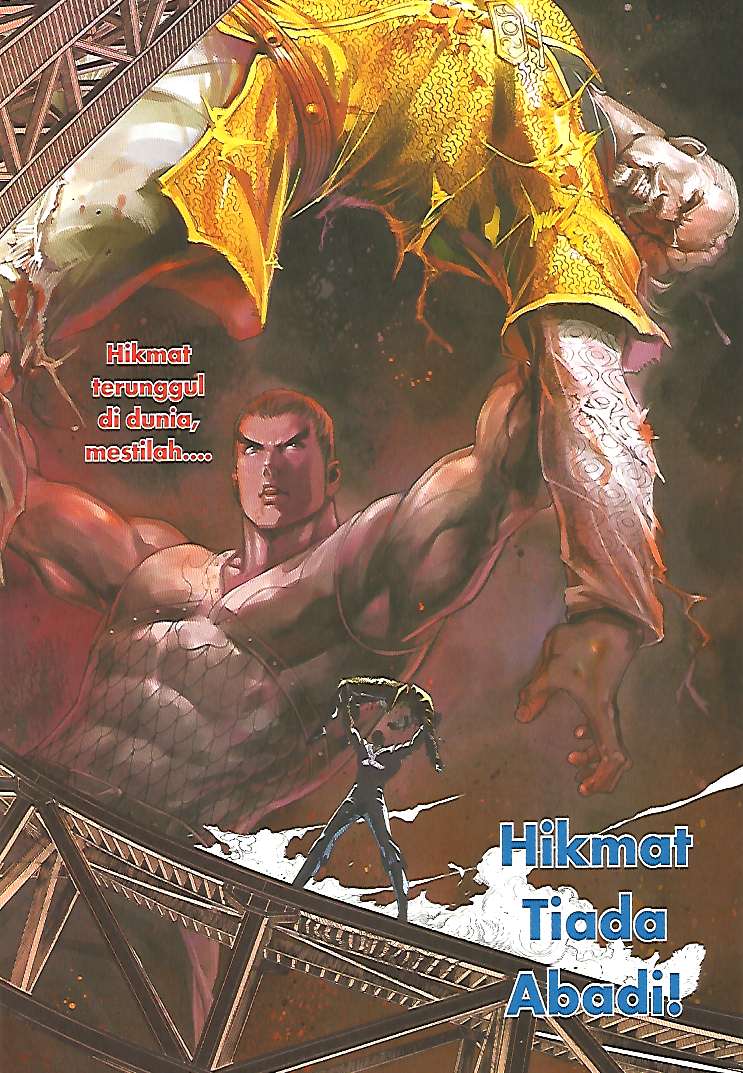 Hikmat
terunggul
di dunia,
mestilah....
Hikmat
Tiada
Abadi!